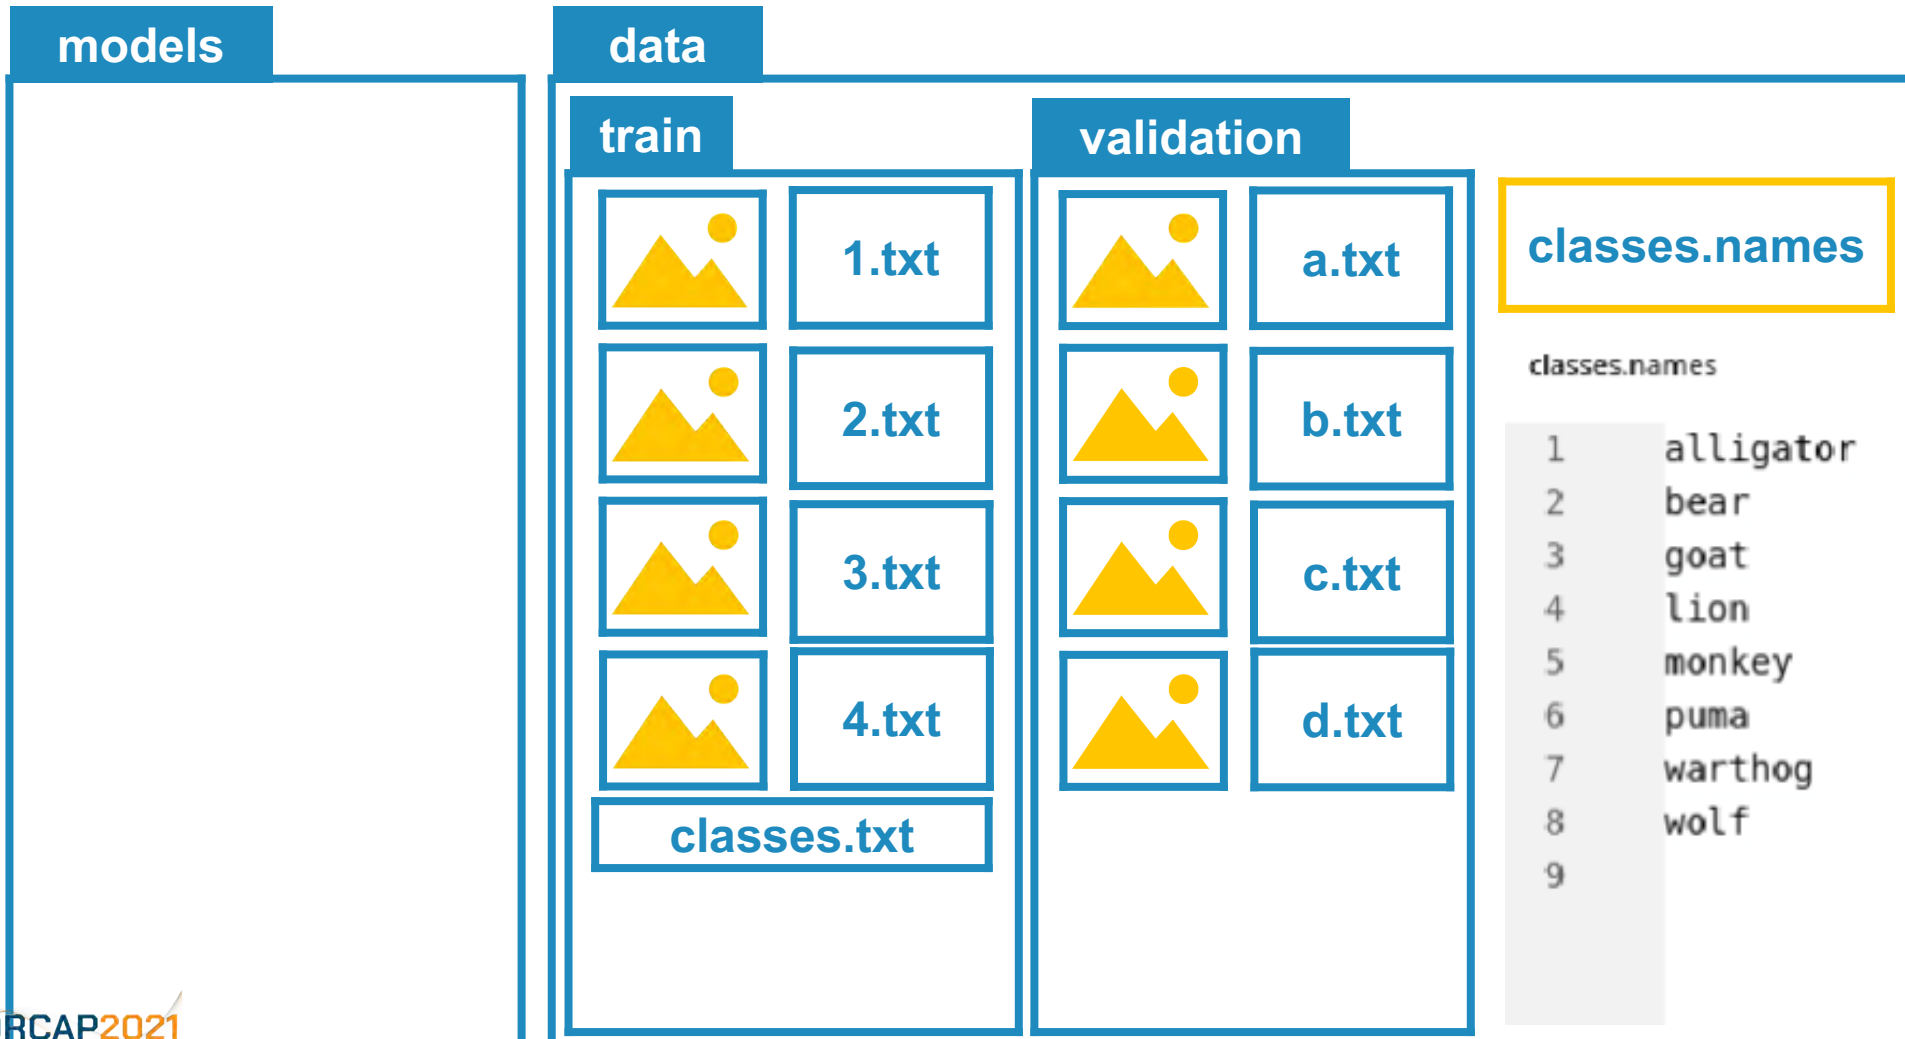 models
data
train
validation
1.txt
a.txt
classes.names
2.txt
b.txt
3.txt
c.txt
4.txt
d.txt
classes.txt
classes.names
1 alligator
2 bear
3 goat
4 lion
5 monkey
6 puma
7 warthog
8 wolf
9
RCAP2021